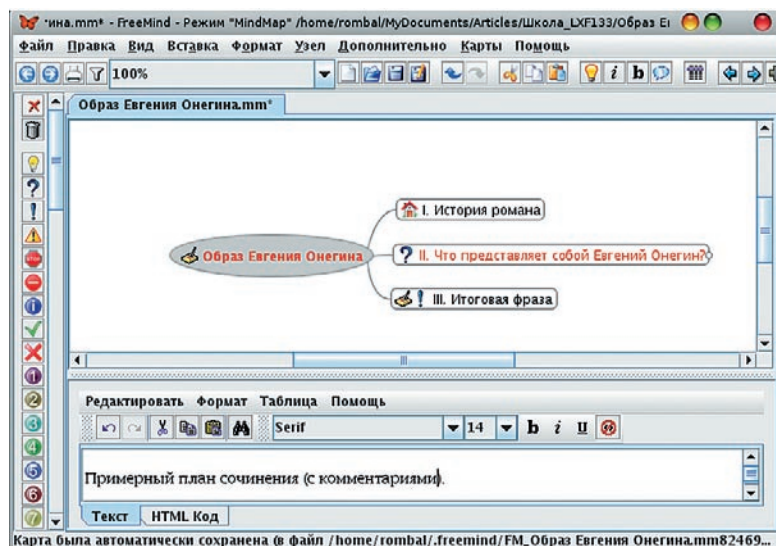 *ина.mm* - FreeMind - Режим "MindMap" /home/rombal/MyDocuments/Articles/Школа_LXF133/Образ Е
Файл Правка Вид Вставка Формат Узел Дополнительно Карты Помощь
100%
i b
Образ Евгения Онегина.mm*
I. История романа
Образ Евгения Онегина
II. Что представляет собой Евгений Онегин?
III. Итоговая фраза
Редактировать Формат Таблица Помощь
Serif 14 b i u
Примерный план сочинения (с комментариями).
Текст HTML Код
Карта была автоматически сохранена (в файл /home/rombal/.freemind/FM_Образ Евгения Онегина.mm82469...